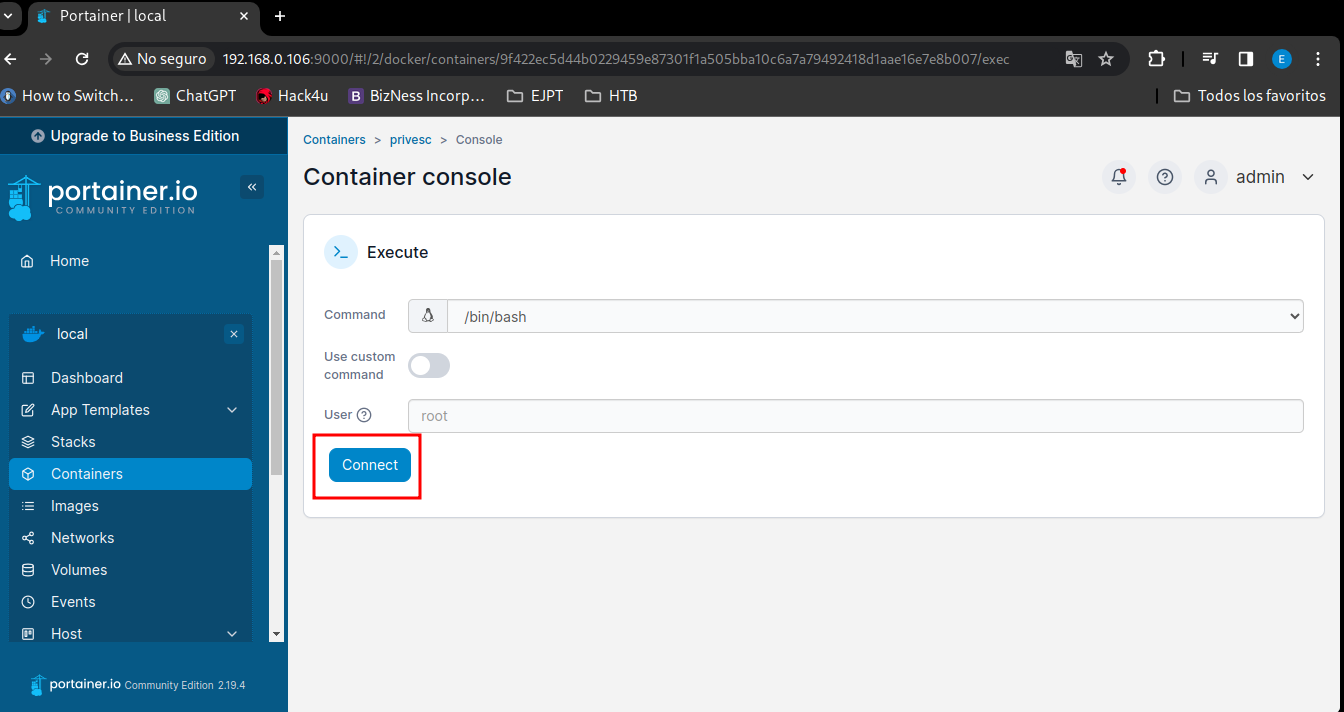 Portainer | local
No seguro 192.168.0.106:9000/#!/2/docker/containers/9f422ec5d44b0229459e87301f1a505bba10c6a7a79492418d1aae16e7e8b007/exec E
How to Switch... ChatGPT Hack4u B BizNess Incorp... EJPT HTB Todos los favoritos
Upgrade to Business Edition
portainer.io
COMMUNITY EDITION
Home
local
Dashboard
App Templates
Stacks
Containers
Images
Networks
Volumes
Events
Host
portainer.io Community Edition 2.19.4
Containers > privesc > Console
Container console
admin
Execute
Command /bin/bash
Use custom
command
User root
Connect